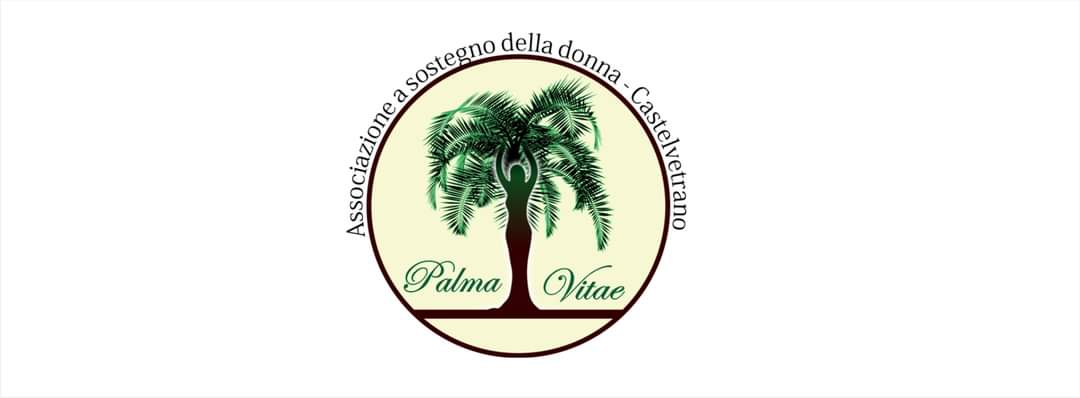 Associazione a sostegno della donna - Castelvetrano
Palma Vitae